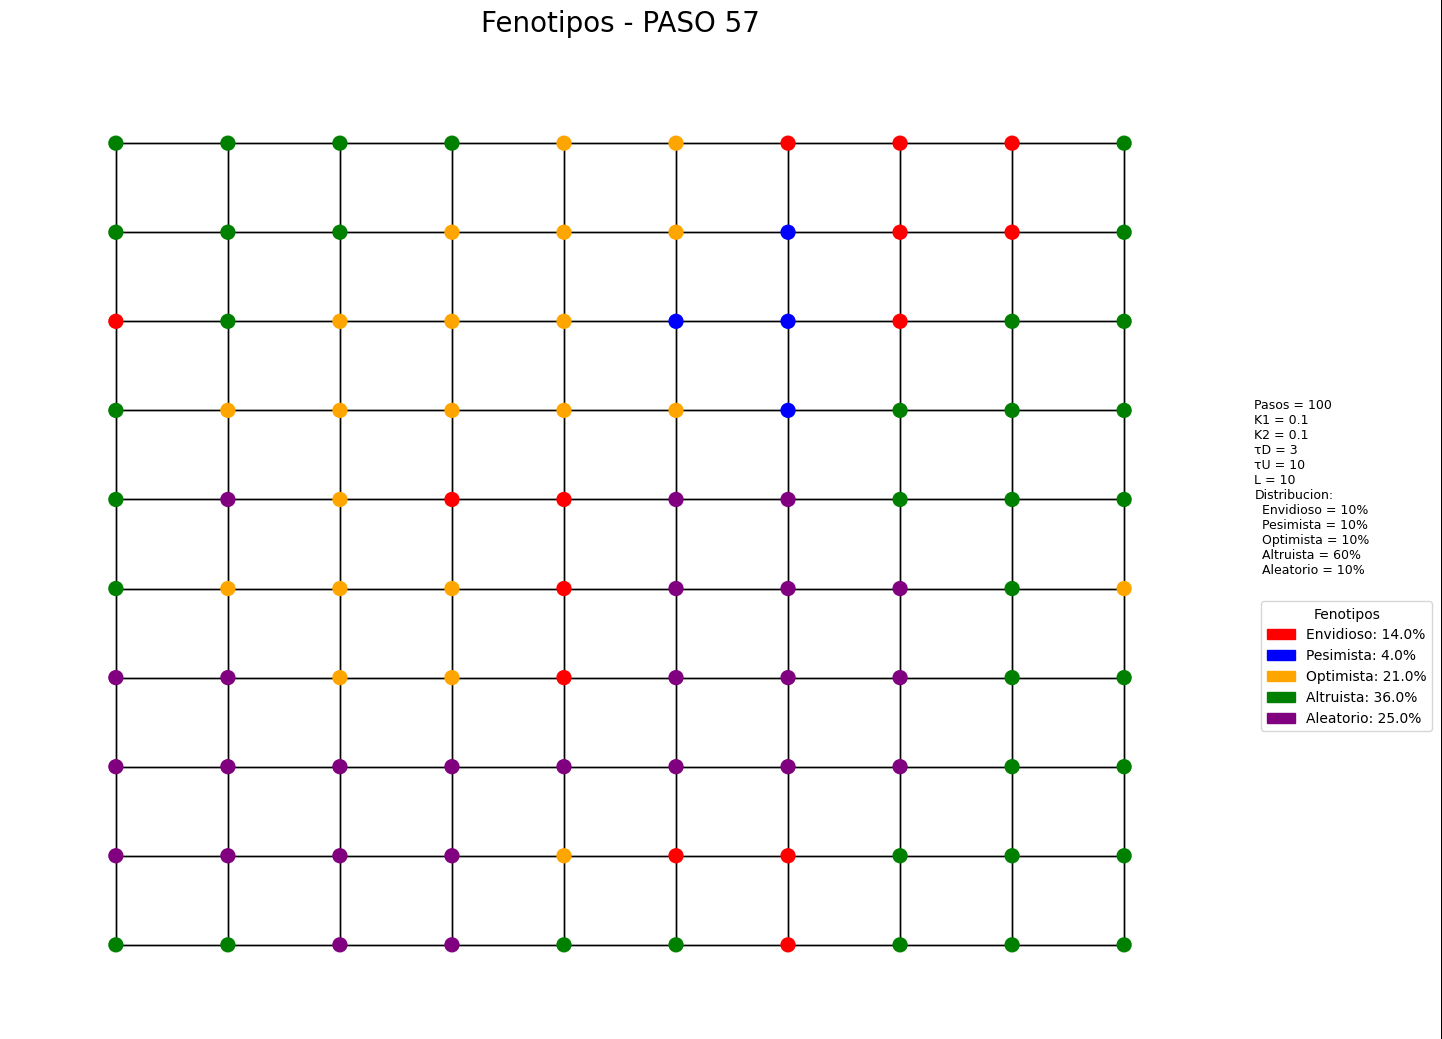 Fenotipos - PASO 57
Pasos = 100
K1 = 0.1
K2 = 0.1
τD = 3
τU = 10
L = 10
Distribucion:
Envidioso = 10%
Pesimista = 10%
Optimista = 10%
Altruista = 60%
Aleatorio = 10%
Fenotipos
Envidioso: 14.0%
Pesimista: 4.0%
Optimista: 21.0%
Altruista: 36.0%
Aleatorio: 25.0%